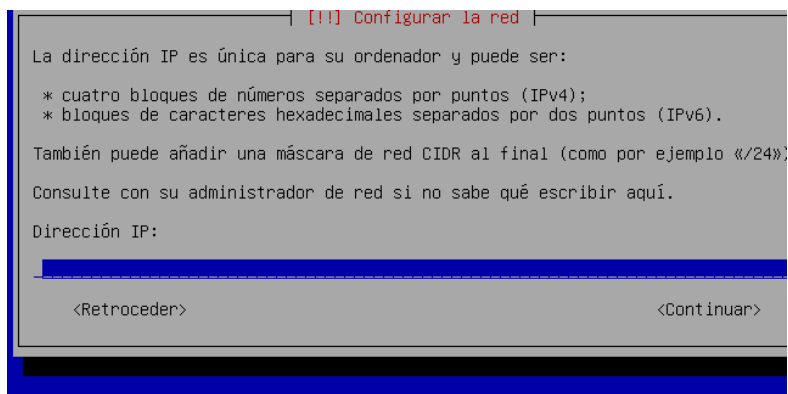 [!!] Configurar la red
La dirección IP es única para su ordenador y puede ser:
* cuatro bloques de números separados por puntos (IPv4);
* bloques de caracteres hexadecimales separados por dos puntos (IPv6).
También puede añadir una máscara de red CIDR al final (como por ejemplo «/24»)
Consulte con su administrador de red si no sabe qué escribir aquí.
Dirección IP:
<Retroceder> <Continuar>